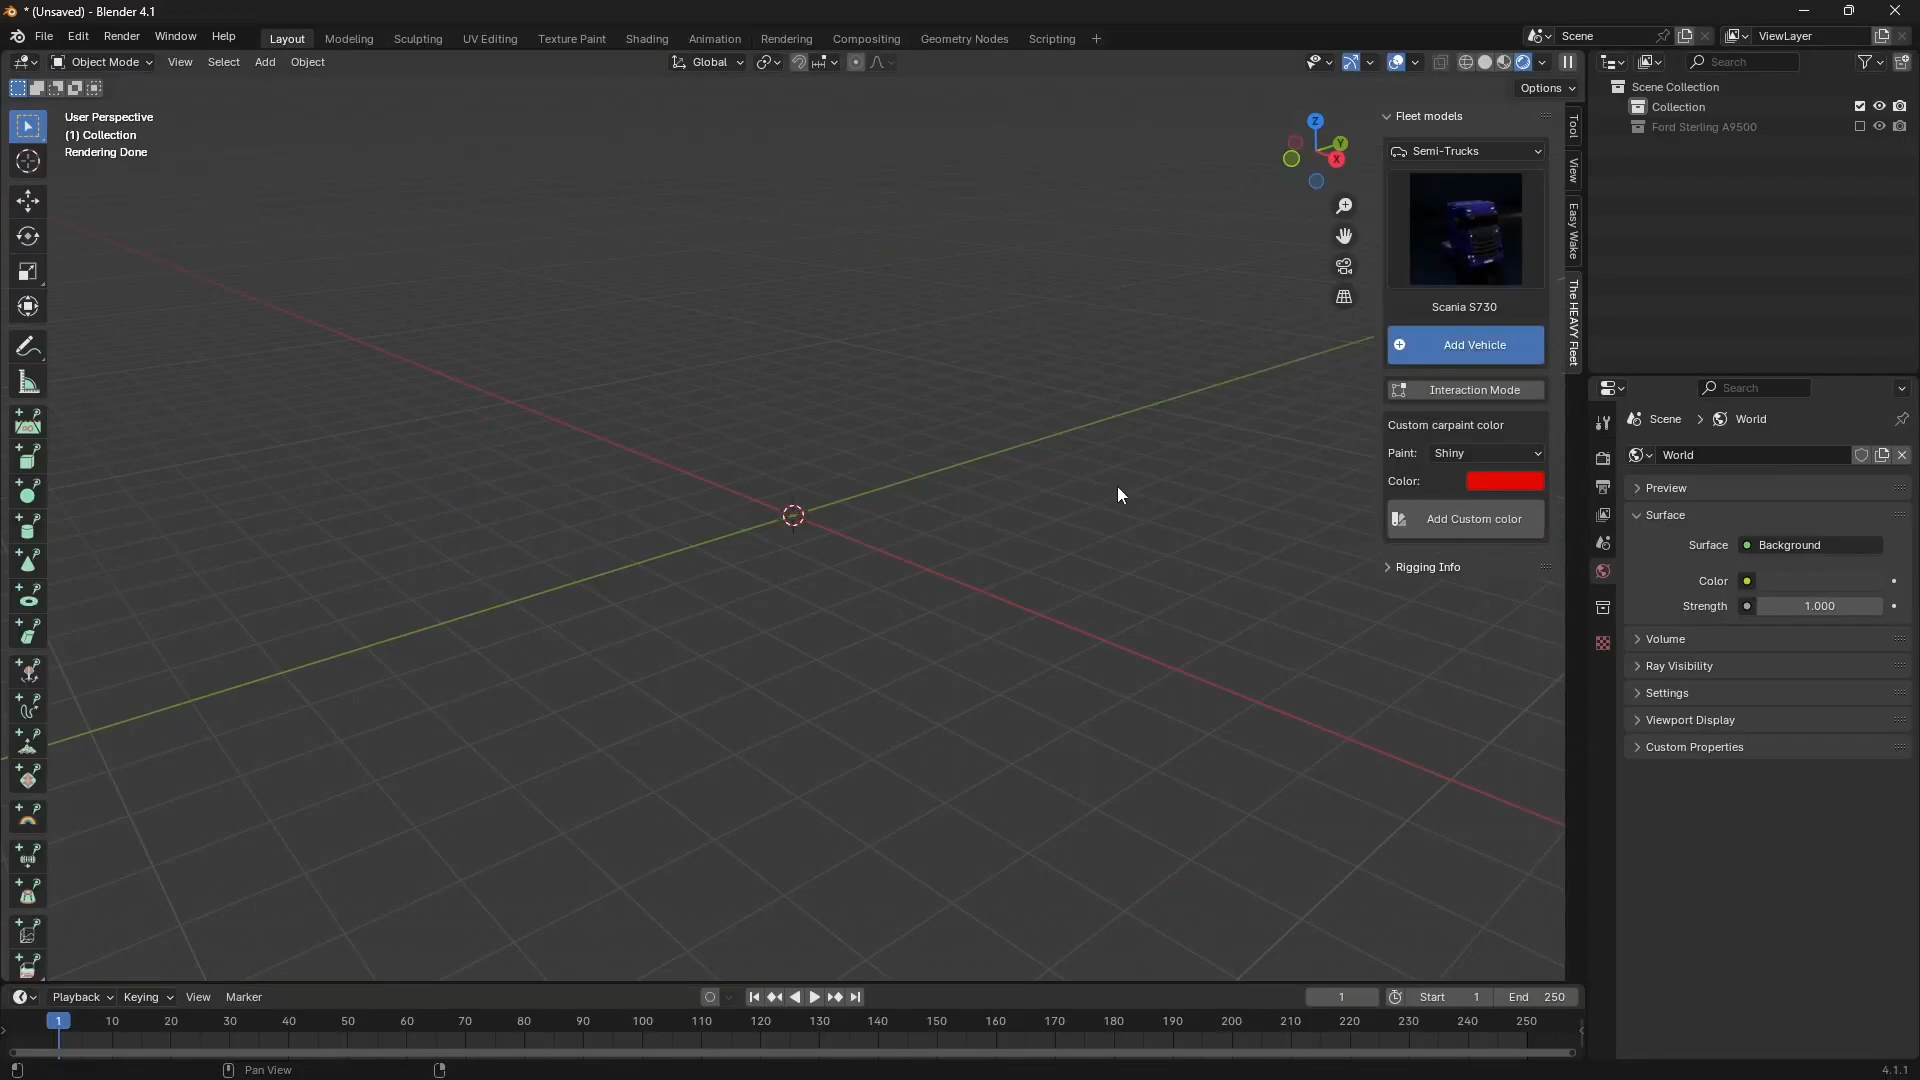 * (Unsaved) - Blender 4.1
File Edit Render Window Help
Layout Modeling Sculpting UV Editing Texture Paint Shading Animation Rendering Compositing Geometry Nodes Scripting +
Scene
ViewLayer
Object Mode View Select Add Object
Global
Options
User Perspective
(1) Collection
Rendering Done
Z
Y
X
Fleet models
Semi-Trucks
Scania S730
Add Vehicle
Interaction Mode
Custom carpaint color
Paint: Shiny
Color:
Add Custom color
Rigging Info
Tool
View
Easy Wake
The HEAVY Fleet
Search
Scene Collection
Collection
Ford Sterling A9500
Search
Scene > World
World
Preview
Surface
Surface Background
Color
Strength 1.000
Volume
Ray Visibility
Settings
Viewport Display
Custom Properties
Playback Keying View Marker
1
Start 1
End 250
1 10 20 30 40 50 60 70 80 90 100 110 120 130 140 150 160 170 180 190 200 210 220 230 240 250
Pan View
4.1.1